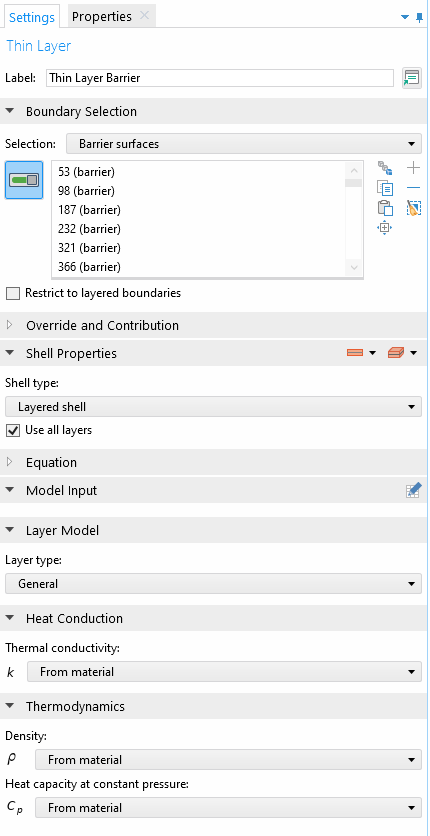 Settings Properties
Thin Layer
Label: Thin Layer Barrier
Boundary Selection
Selection: Barrier surfaces
53 (barrier)
98 (barrier)
187 (barrier)
232 (barrier)
321 (barrier)
366 (barrier)
Restrict to layered boundaries
Override and Contribution
Shell Properties
Shell type:
Layered shell
Use all layers
Equation
Model Input
Layer Model
Layer type:
General
Heat Conduction
Thermal conductivity:
k From material
Thermodynamics
Density:
ρ From material
Heat capacity at constant pressure:
Cp From material